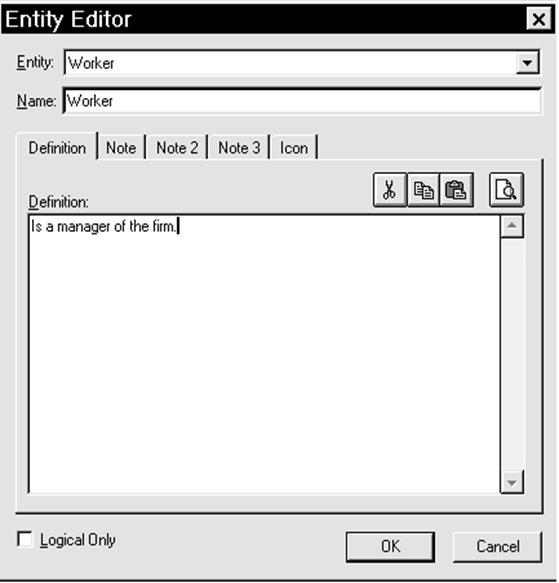 Entity Editor
Entity: Worker
Name: Worker
Definition Note Note 2 Note 3 Icon
Definition:
Is a manager of the firm.
Logical Only OK Cancel